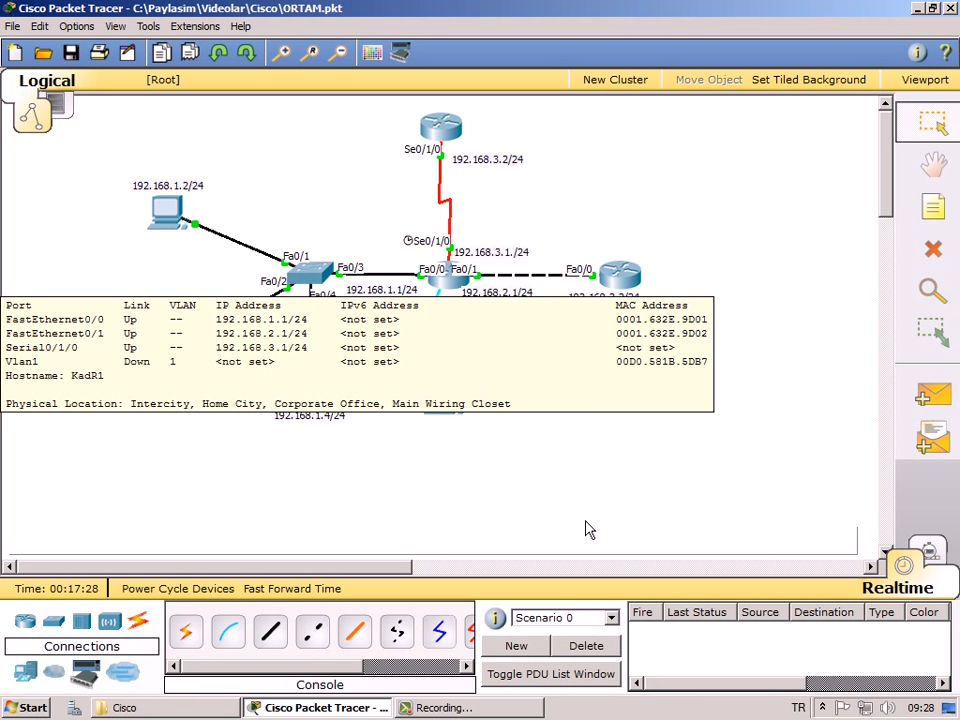 Cisco Packet Tracer - C:\Paylasim\Videolar\Cisco\ORTAM.pkt
File Edit Options View Tools Extensions Help
Logical [Root] New Cluster Move Object Set Tiled Background Viewport
Se0/1/0
192.168.3.2/24
192.168.1.2/24
Se0/1/0
192.168.3.1/24
Fa0/1
Fa0/3 Fa0/0 Fa0/1 Fa0/0
Fa0/2
192.168.1.1/24 192.168.2.1/24
Fa0/4
Port Link VLAN IP Address IPv6 Address MAC Address
FastEthernet0/0 Up -- 192.168.1.1/24 <not set> 0001.632E.9D01
FastEthernet0/1 Up -- 192.168.2.1/24 <not set> 0001.632E.9D02
Serial0/1/0 Up -- 192.168.3.1/24 <not set> <not set>
Vlan1 Down 1 <not set> <not set> 00D0.581B.5DB7
Hostname: KadR1
Physical Location: Intercity, Home City, Corporate Office, Main Wiring Closet
192.168.1.4/24
Realtime
Time: 00:17:28 Power Cycle Devices Fast Forward Time
Connections
Console
Scenario 0
New Delete
Toggle PDU List Window
Fire Last Status Source Destination Type Color
Start Cisco Cisco Packet Tracer - ... Recording... TR 09:28